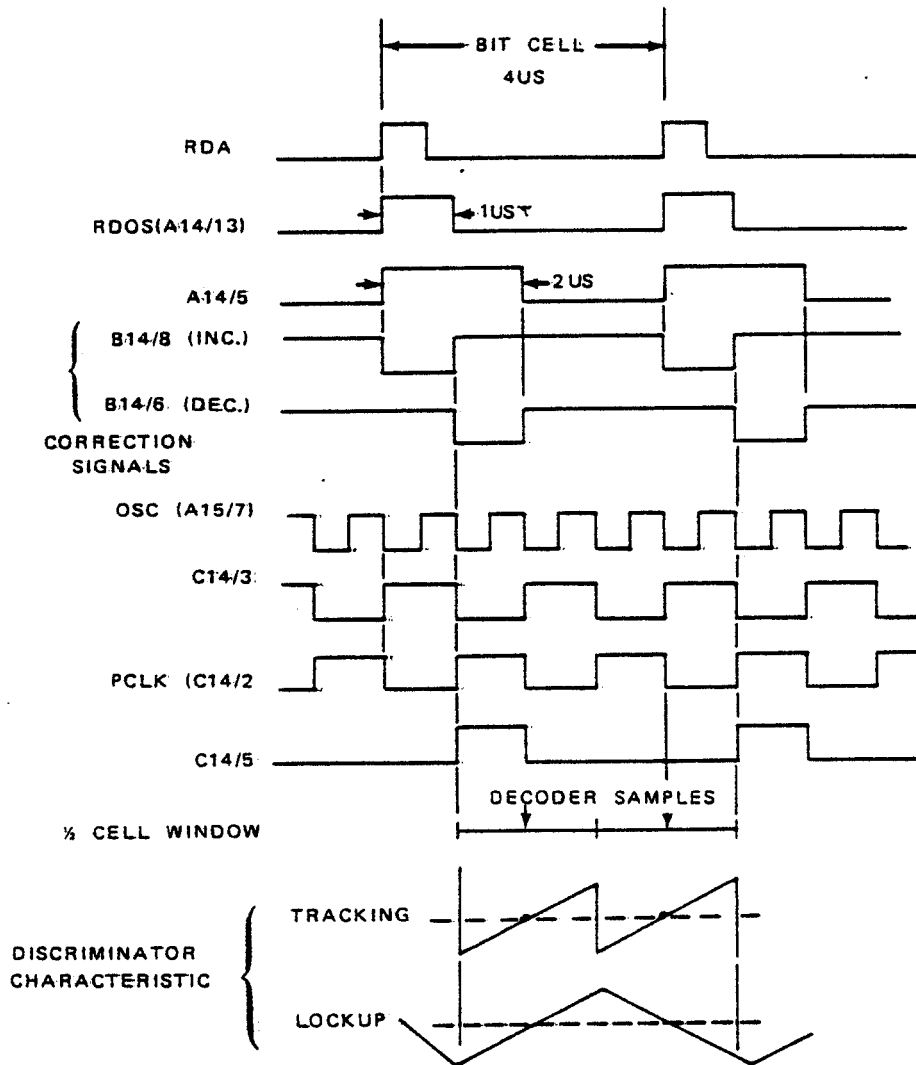 BIT CELL
4US
RDA
RDOS(A14/13)
1US
A14/5
2US
B14/8 (INC.)
B14/6 (DEC.)
CORRECTION
SIGNALS
OSC (A15/7)
C14/3
PCLK (C14/2
C14/5
DECODER SAMPLES
½ CELL WINDOW
TRACKING
DISCRIMINATOR
CHARACTERISTIC
LOCKUP